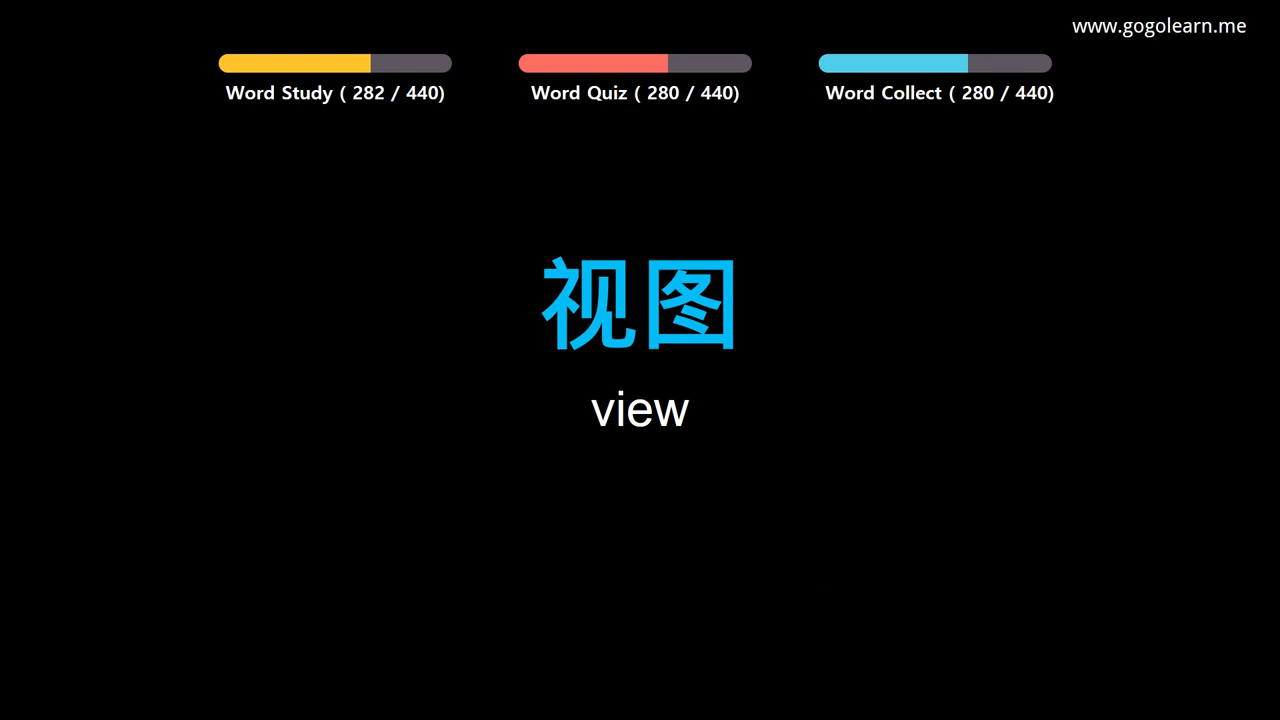 www.gogolearn.me
Word Study ( 282 / 440)
Word Quiz ( 280 / 440)
Word Collect ( 280 / 440)
视图
view